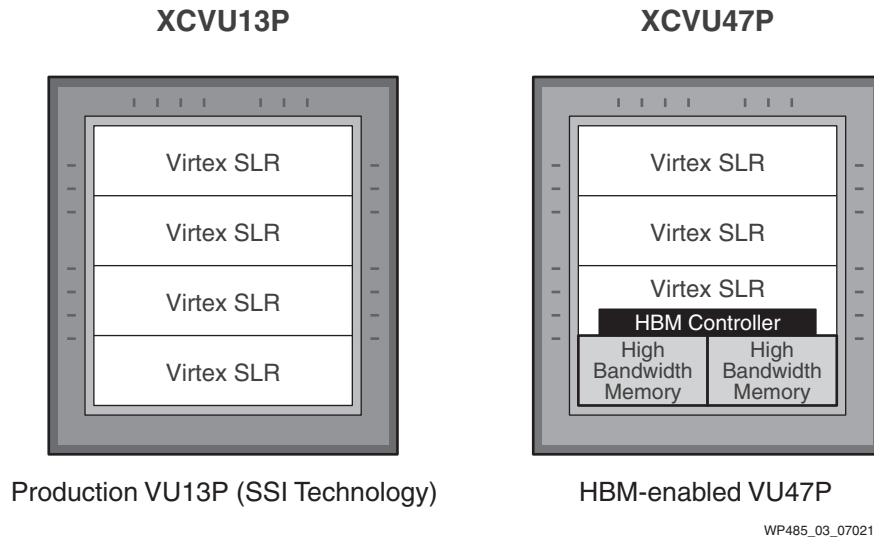 XCVU13P
Virtex SLR
Virtex SLR
Virtex SLR
Virtex SLR
Production VU13P (SSI Technology)
XCVU47P
Virtex SLR
Virtex SLR
Virtex SLR
HBM Controller
High
Bandwidth
Memory
High
Bandwidth
Memory
HBM-enabled VU47P
WP485_03_07021